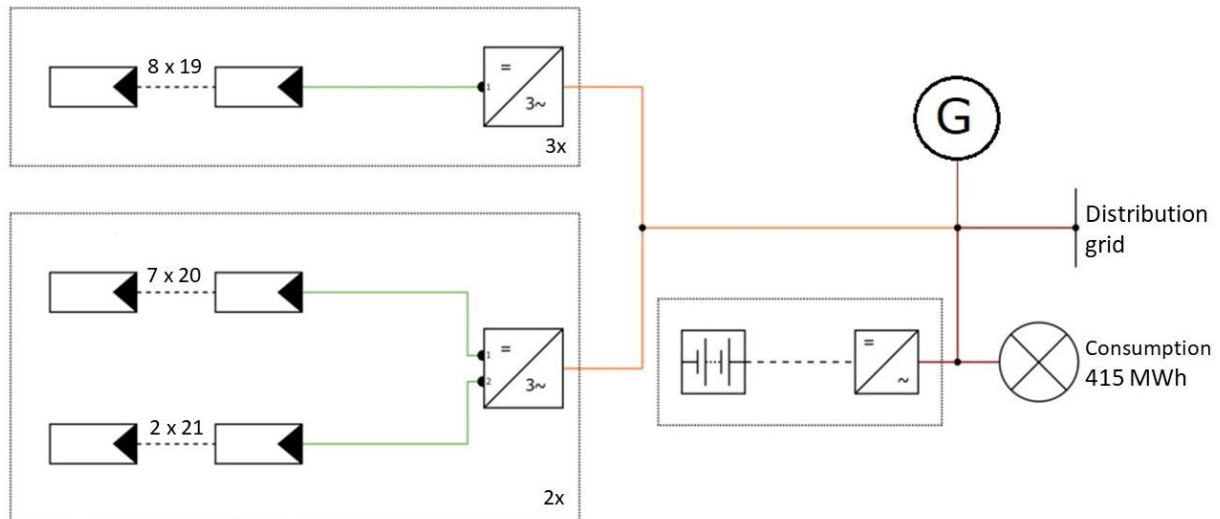 8 x 19
1
=
3~
3x
G
Distribution
grid
7 x 20
1
=
2
3~
2 x 21
2x
=
~
Consumption
415 MWh